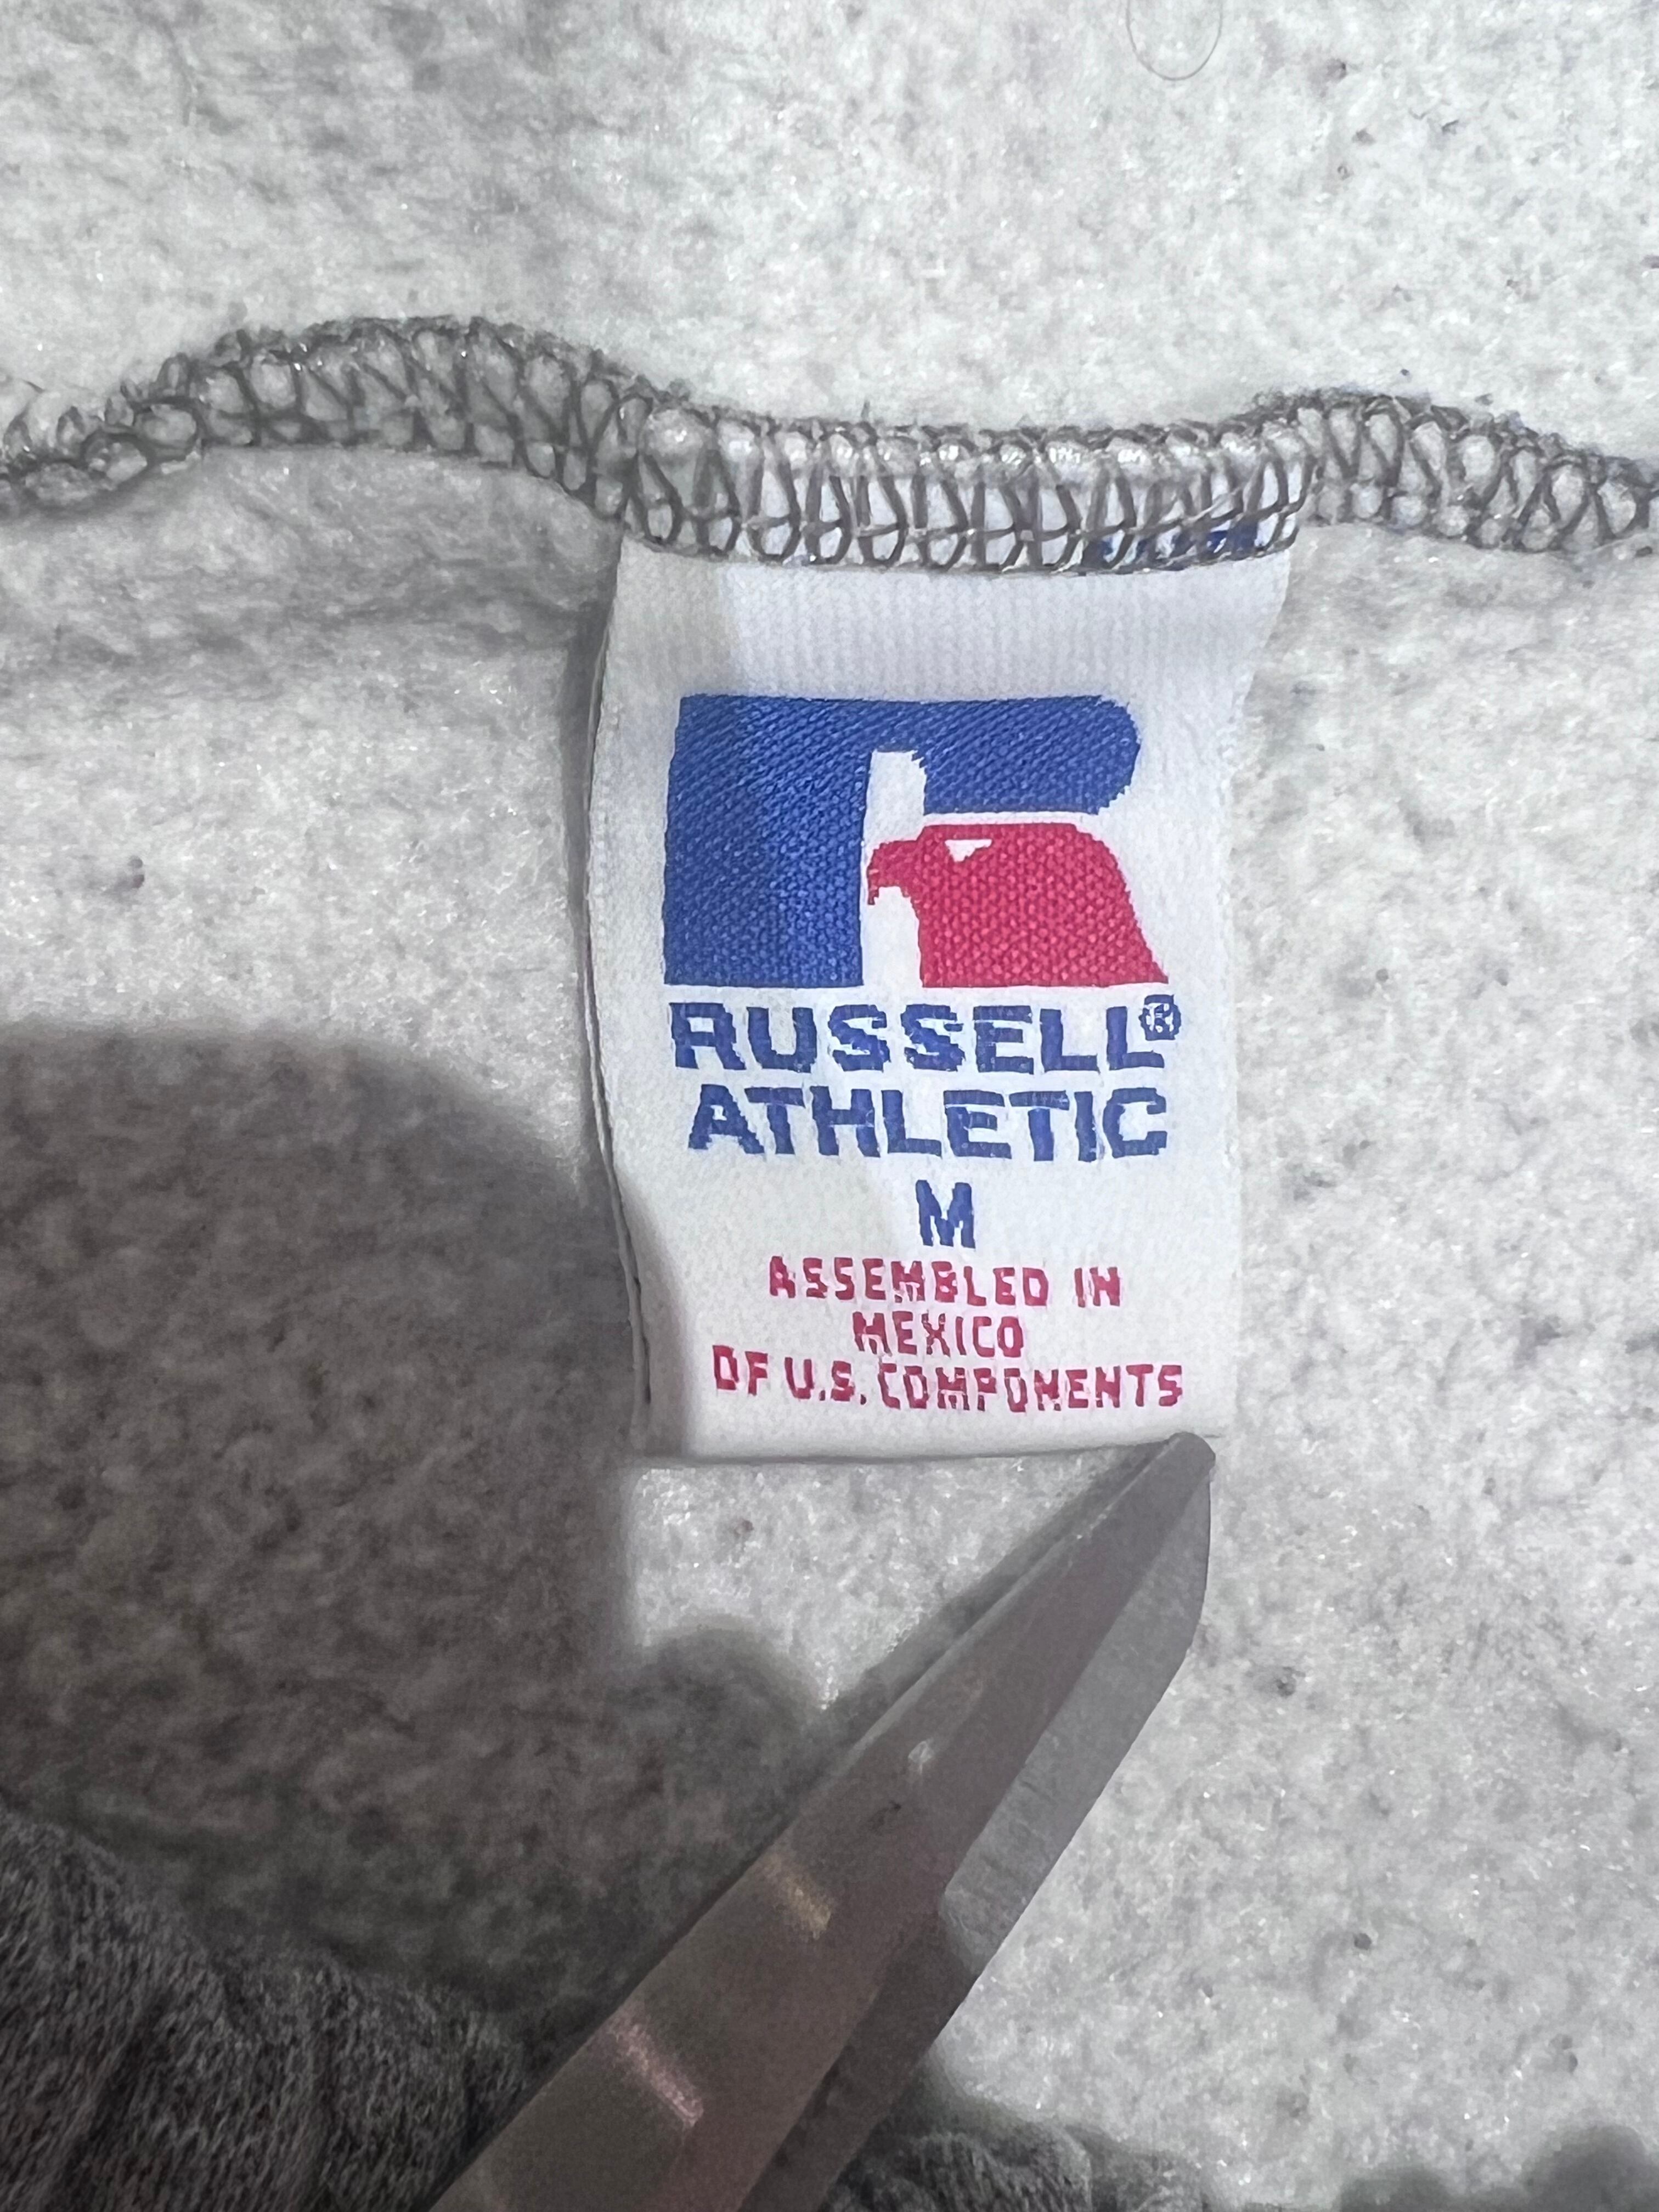 RUSSELL®
ATHLETIC
M
ASSEMBLED IN
MEXICO
OF U.S. COMPONENTS